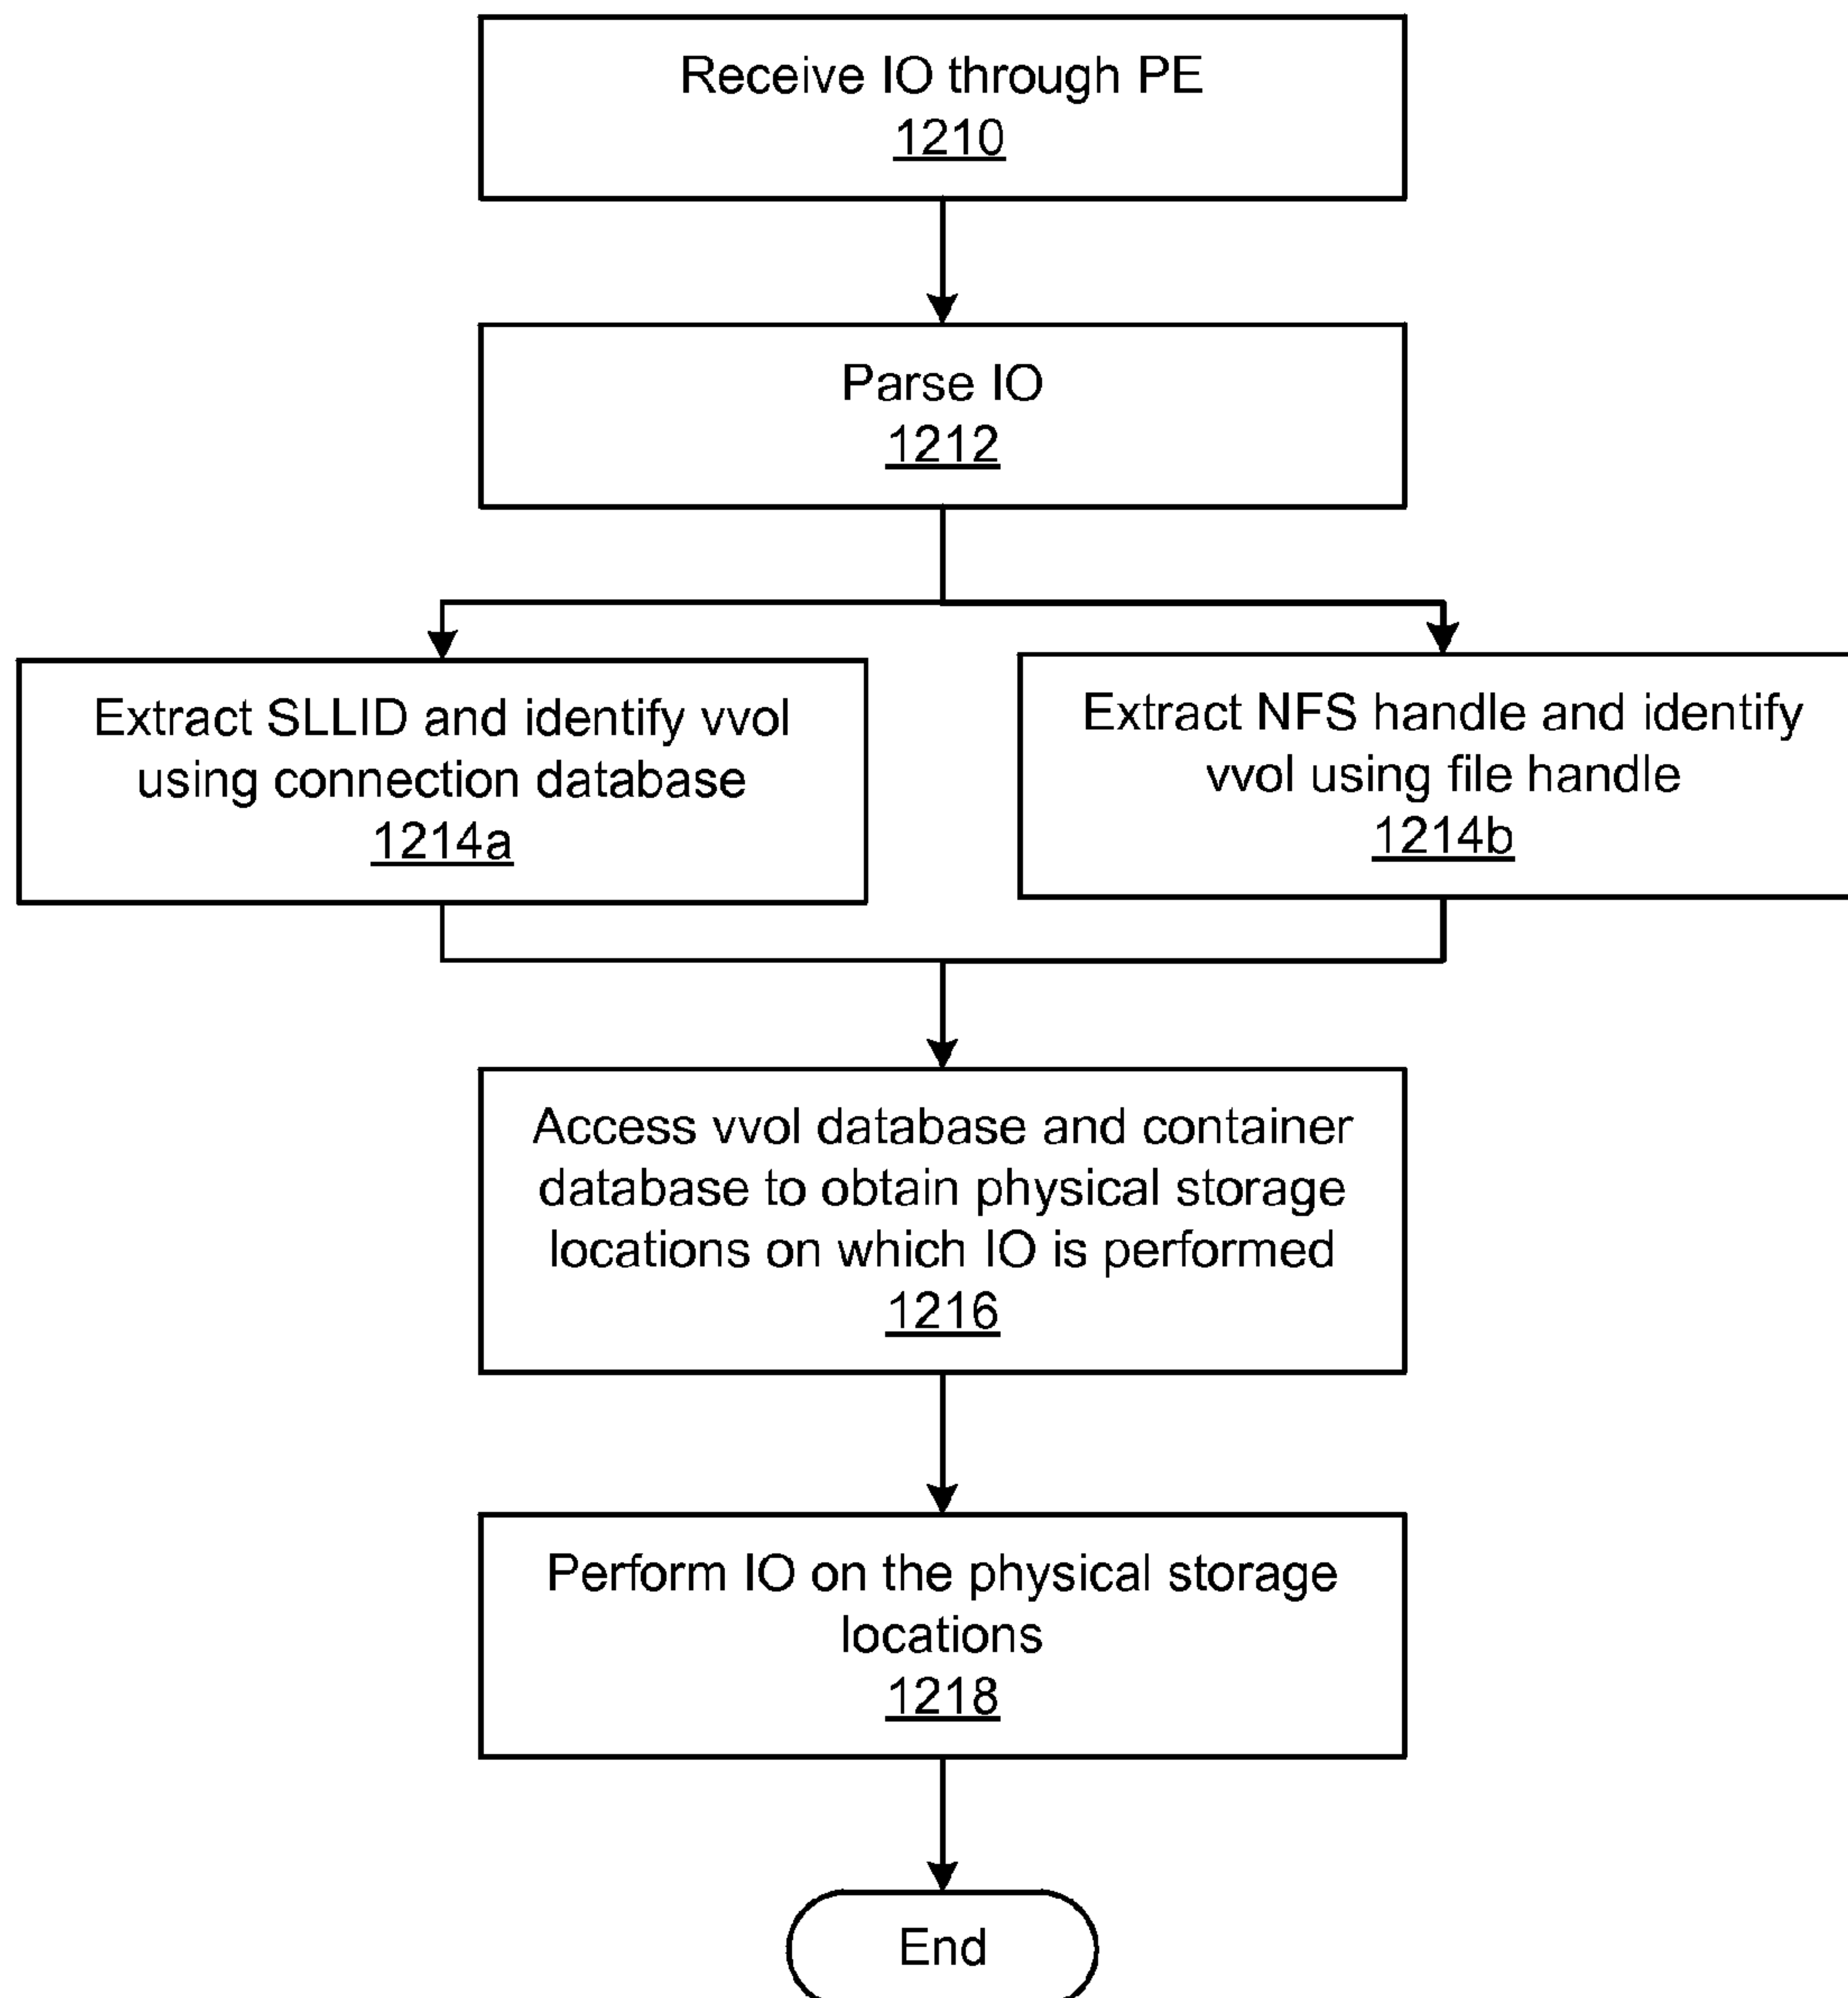 Receive IO through PE
1210
Parse IO
1212
Extract SLLID and identify vvol
using connection database
1214a
Extract NFS handle and identify
vvol using file handle
1214b
Access vvol database and container
database to obtain physical storage
locations on which IO is performed
1216
Perform IO on the physical storage
locations
1218
End